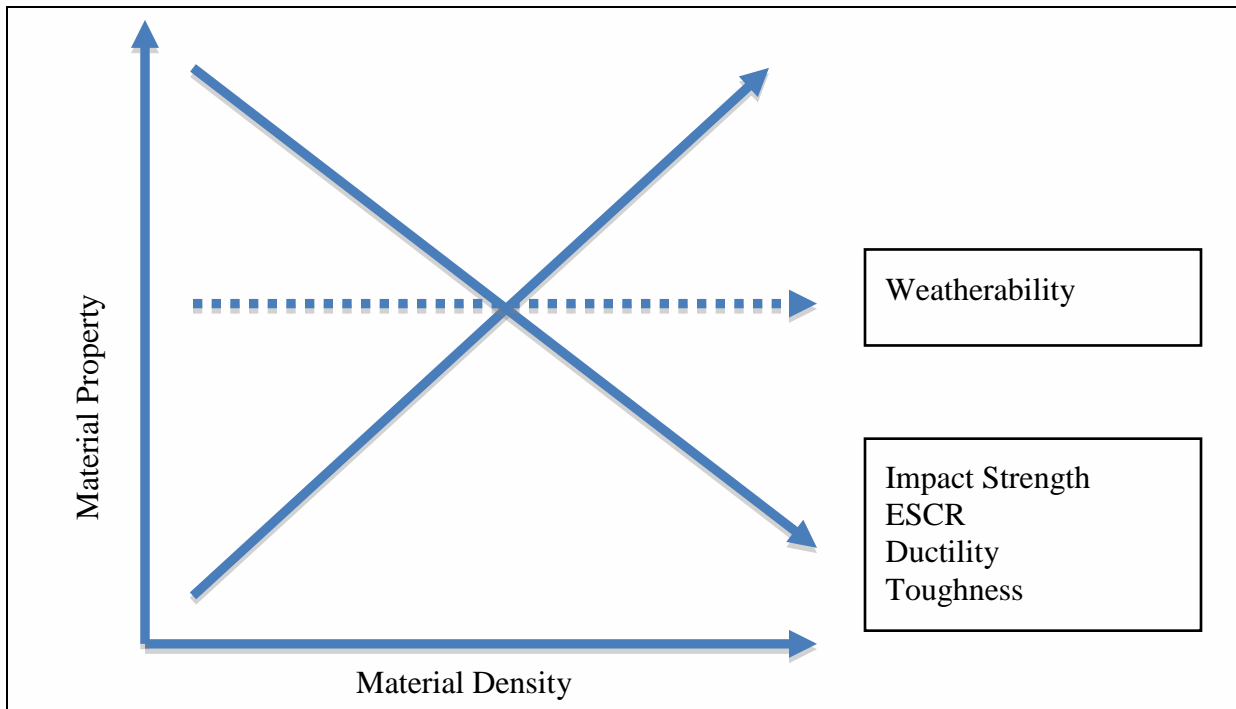 Material Property
Weatherability
Impact Strength
ESCR
Ductility
Toughness
Material Density